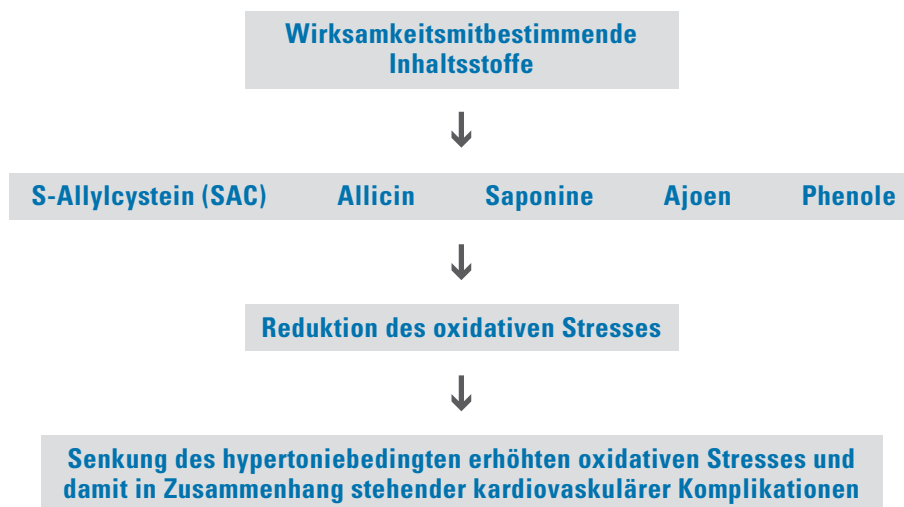 Wirksamkeitsmitbestimmende
Inhaltsstoffe
S-Allylcystein (SAC) Allicin Saponine Ajoen Phenole
Reduktion des oxidativen Stresses
Senkung des hypertoniebedingten erhöhten oxidativen Stresses und
damit in Zusammenhang stehender kardiovaskulärer Komplikationen